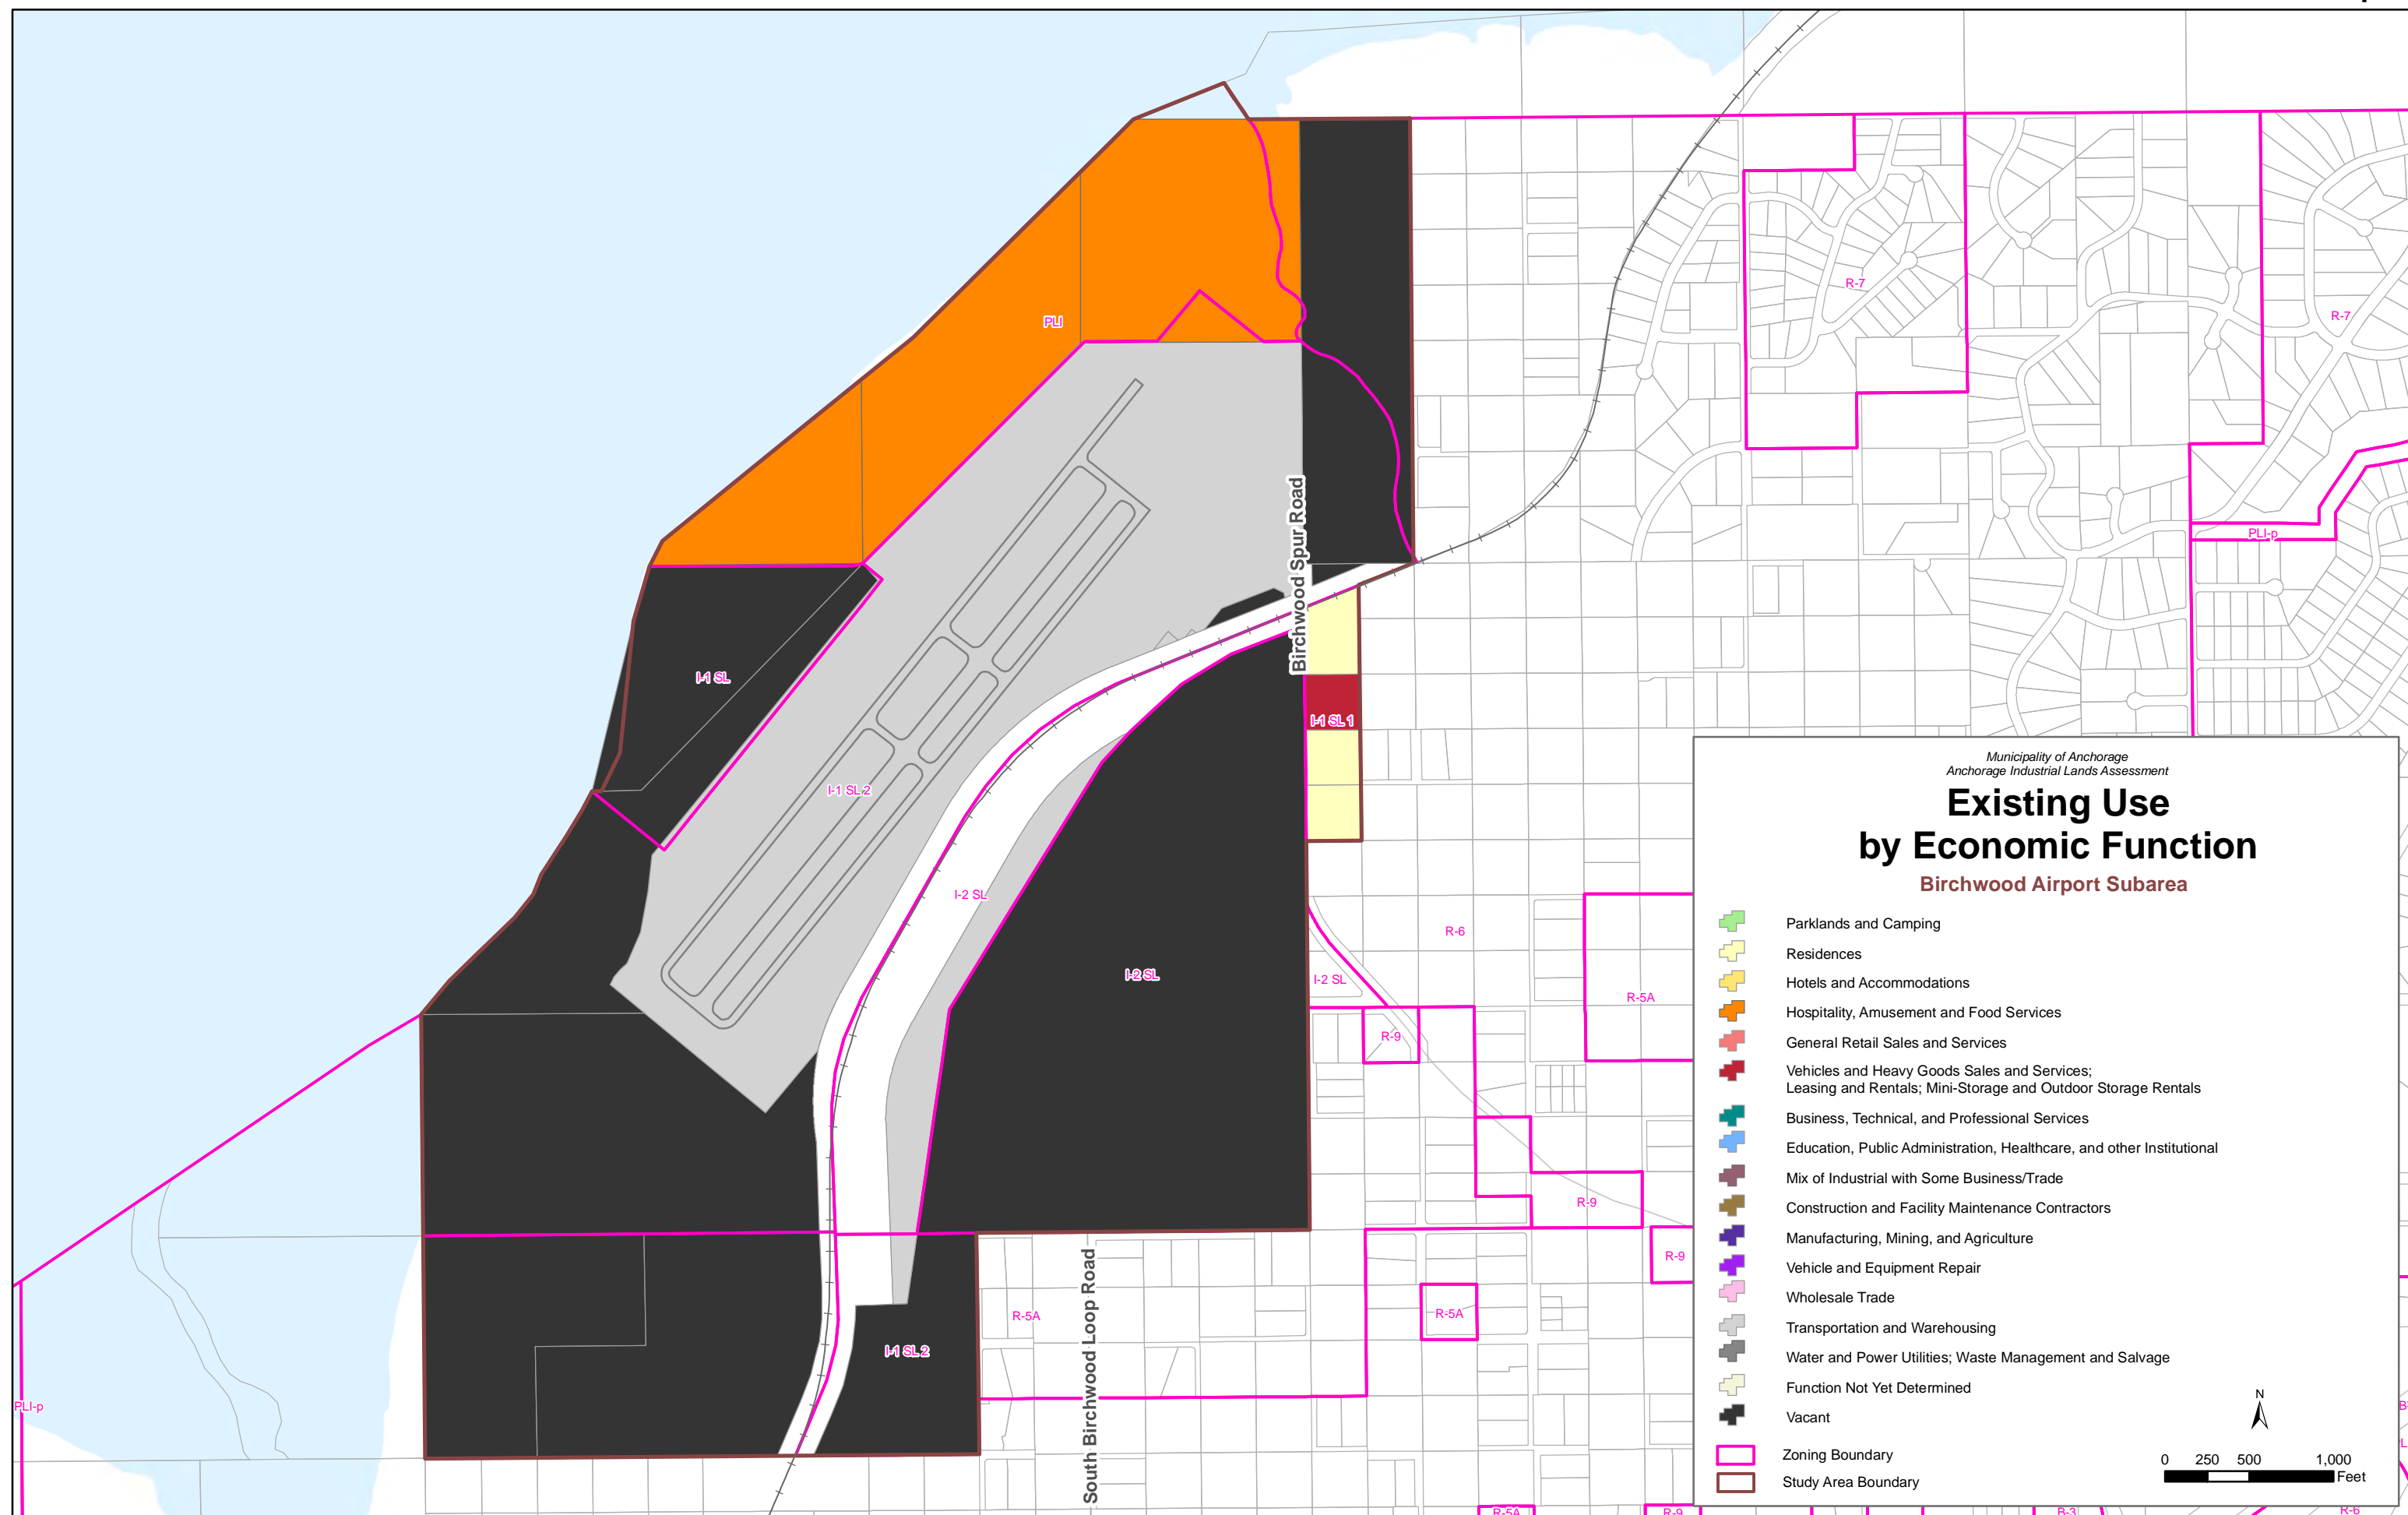 PLI
R-7
R-7
PLI-p
Birchwood Spur Road
I-1 SL
I-1 SL 1
I-1 SL 2
I-2 SL
R-6
I-2 SL
I-2 SL
R-5A
R-9
R-9
R-9
R-5A
R-5A
South Birchwood Loop Road
I-1 SL 2
PLI-p
R-5A
R-9
B-3
R-6
Municipality of Anchorage
Anchorage Industrial Lands Assessment
Existing Use
by Economic Function
Birchwood Airport Subarea
Parklands and Camping
Residences
Hotels and Accommodations
Hospitality, Amusement and Food Services
General Retail Sales and Services
Vehicles and Heavy Goods Sales and Services;
Leasing and Rentals; Mini-Storage and Outdoor Storage Rentals
Business, Technical, and Professional Services
Education, Public Administration, Healthcare, and other Institutional
Mix of Industrial with Some Business/Trade
Construction and Facility Maintenance Contractors
Manufacturing, Mining, and Agriculture
Vehicle and Equipment Repair
Wholesale Trade
Transportation and Warehousing
Water and Power Utilities; Waste Management and Salvage
Function Not Yet Determined
Vacant
Zoning Boundary
Study Area Boundary
N
0 250 500 1,000
Feet